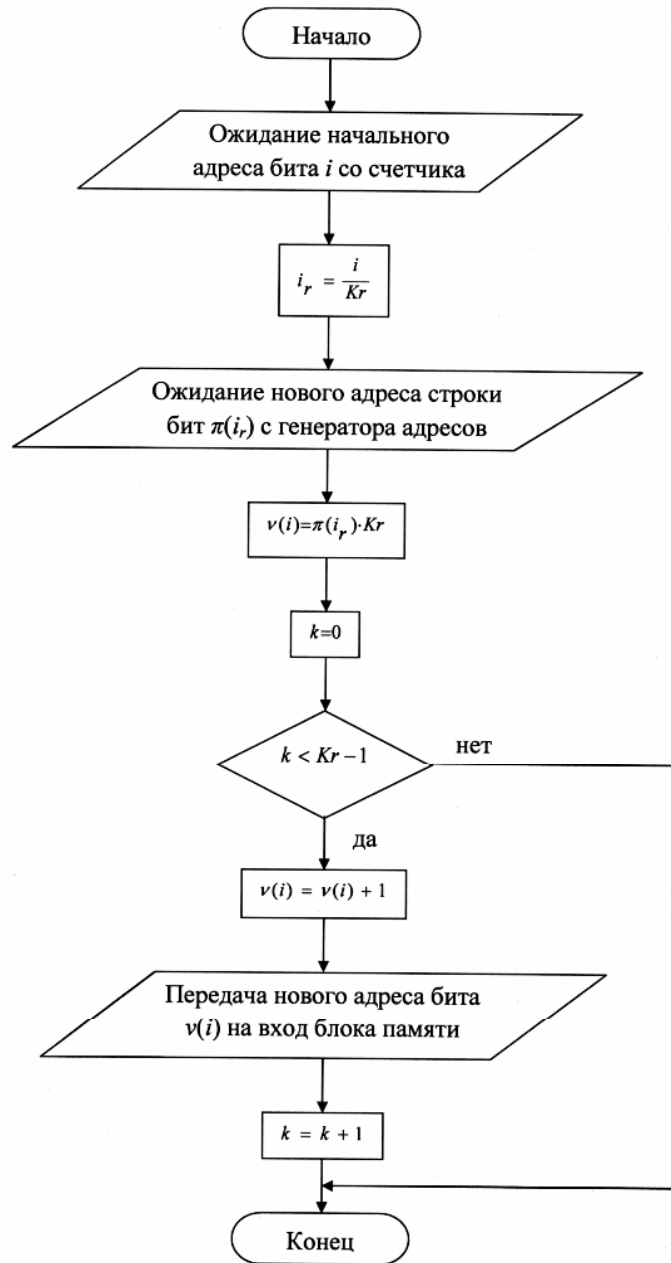 Начало
Ожидание начального
адреса бита i со счетчика
i_r = i/Kr
Ожидание нового адреса строки
бит π(i_r) с генератора адресов
ν(i)=π(i_r)·Kr
k=0
k < Kr − 1
нет
да
ν(i) = ν(i) + 1
Передача нового адреса бита
ν(i) на вход блока памяти
k = k + 1
Конец